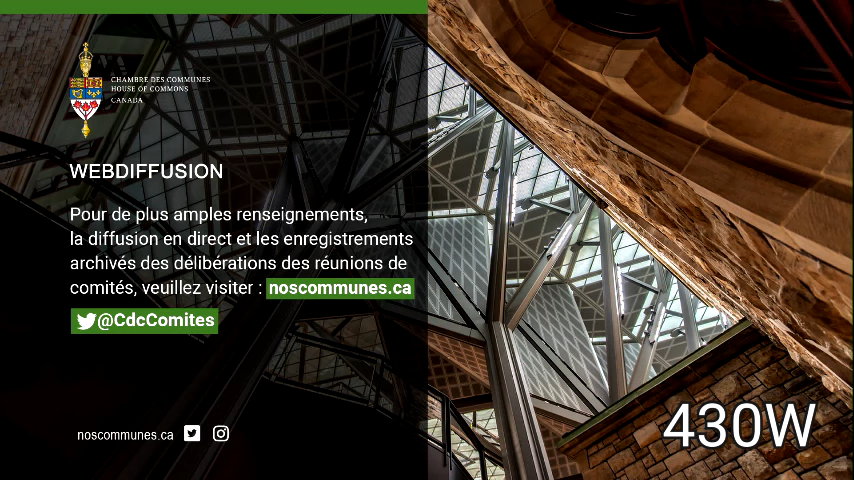 CHAMBRE DES COMMUNES
HOUSE OF COMMONS
CANADA
WEBDIFFUSION
Pour de plus amples renseignements,
la diffusion en direct et les enregistrements
archivés des délibérations des réunions de
comités, veuillez visiter : noscommunes.ca
@CdcComites
noscommunes.ca
430W